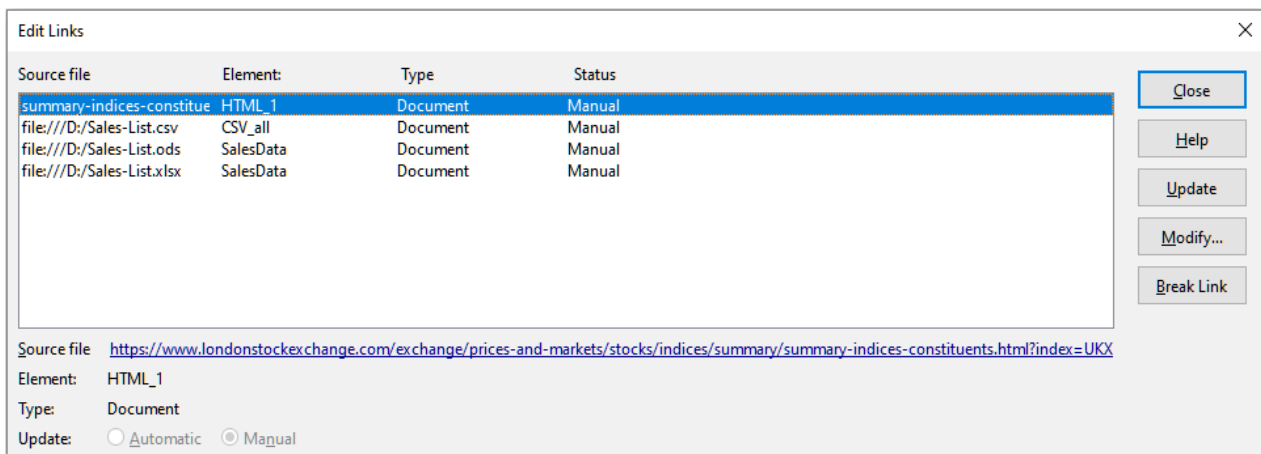 Edit Links
Source file Element: Type Status
summary-indices-constitue HTML_1 Document Manual
file:///D:/Sales-List.csv CSV_all Document Manual
file:///D:/Sales-List.ods SalesData Document Manual
file:///D:/Sales-List.xlsx SalesData Document Manual
Close
Help
Update
Modify...
Break Link
Source file https://www.londonstockexchange.com/exchange/prices-and-markets/stocks/indices/summary/summary-indices-constituents.html?index=UKX
Element: HTML_1
Type: Document
Update: Automatic Manual